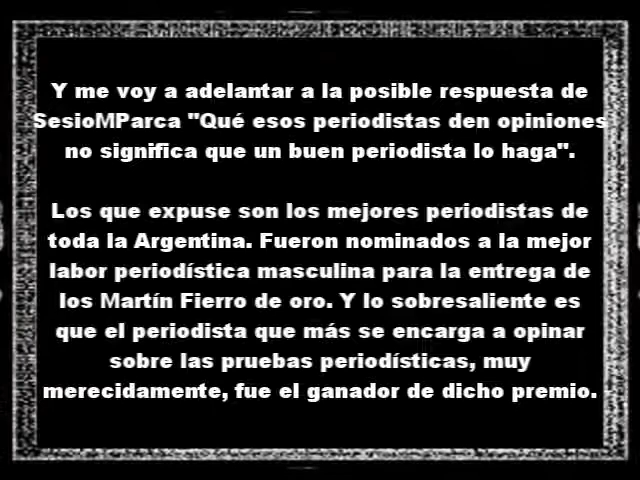 Y me voy a adelantar a la posible respuesta de
SesioMParca "Qué esos periodistas den opiniones
no significa que un buen periodista lo haga".
Los que expuse son los mejores periodistas de
toda la Argentina. Fueron nominados a la mejor
labor periodística masculina para la entrega de
los Martín Fierro de oro. Y lo sobresaliente es
que el periodista que más se encarga a opinar
sobre las pruebas periodísticas, muy
merecidamente, fue el ganador de dicho premio.